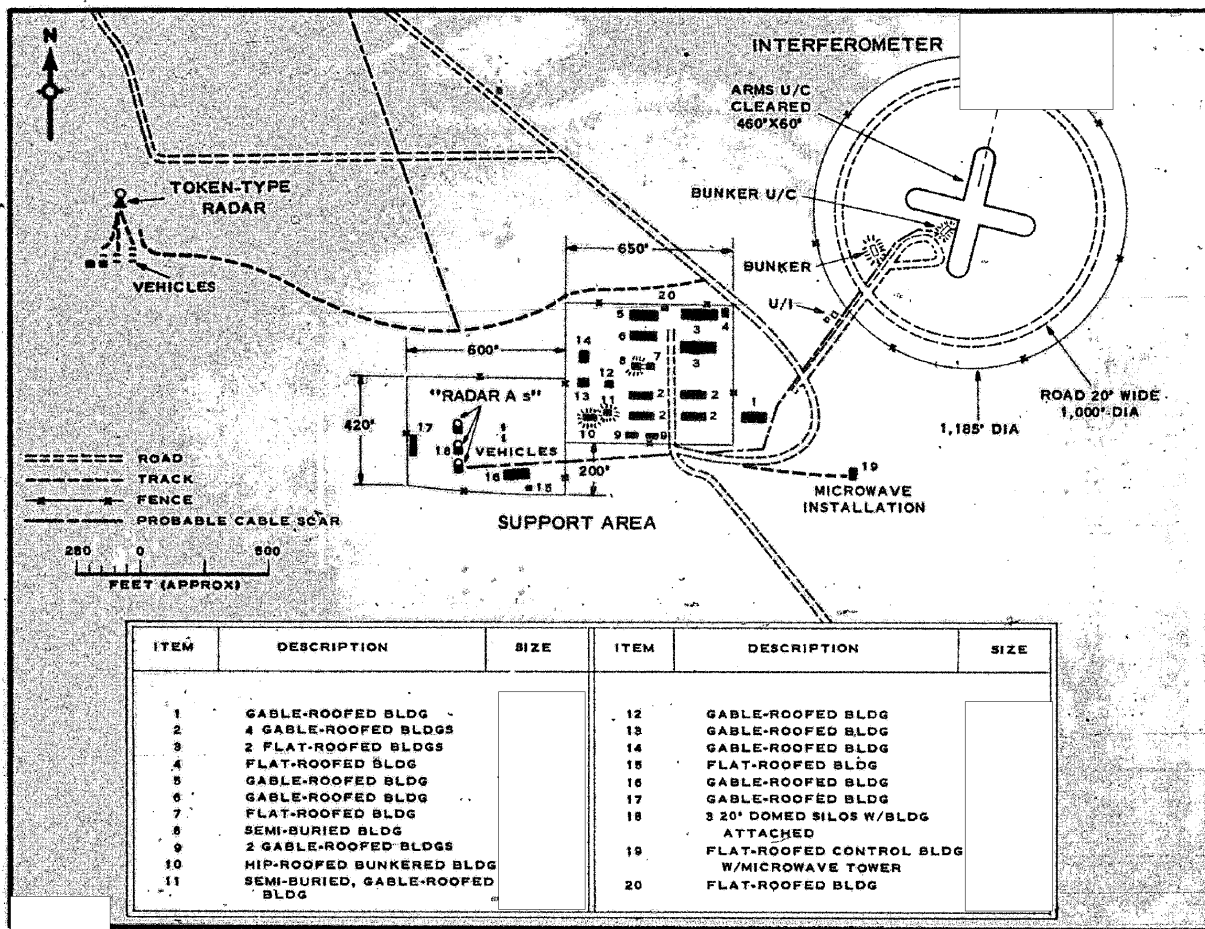 N
INTERFEROMETER
ARMS U/C
CLEARED
460'X60'
TOKEN-TYPE
RADAR
BUNKER U/C
BUNKER
VEHICLES
U/I
650'
20
5
3
4
6
3
14
600'
8
7
12
13
11
2
2
2
2
1
"RADAR A s"
10
420'
17
18
VEHICLES
9
9
16
15
200'
19
MICROWAVE
INSTALLATION
ROAD 20' WIDE
1,000' DIA
1,185' DIA
SUPPORT AREA
ROAD
TRACK
FENCE
PROBABLE CABLE SCAR
250 0 500
FEET (APPROX)
ITEM DESCRIPTION SIZE
1 GABLE-ROOFED BLDG
2 4 GABLE-ROOFED BLDGS
3 2 FLAT-ROOFED BLDGS
4 FLAT-ROOFED BLDG
5 GABLE-ROOFED BLDG
6 GABLE-ROOFED BLDG
7 FLAT-ROOFED BLDG
8 SEMI-BURIED BLDG
9 2 GABLE-ROOFED BLDGS
10 HIP-ROOFED BUNKERED BLDG
11 SEMI-BURIED, GABLE-ROOFED
BLDG
ITEM DESCRIPTION SIZE
12 GABLE-ROOFED BLDG
13 GABLE-ROOFED BLDG
14 GABLE-ROOFED BLDG
15 FLAT-ROOFED BLDG
16 GABLE-ROOFED BLDG
17 GABLE-ROOFED BLDG
18 3 20' DOMED SILOS W/BLDG
ATTACHED
19 FLAT-ROOFED CONTROL BLDG
W/MICROWAVE TOWER
20 FLAT-ROOFED BLDG